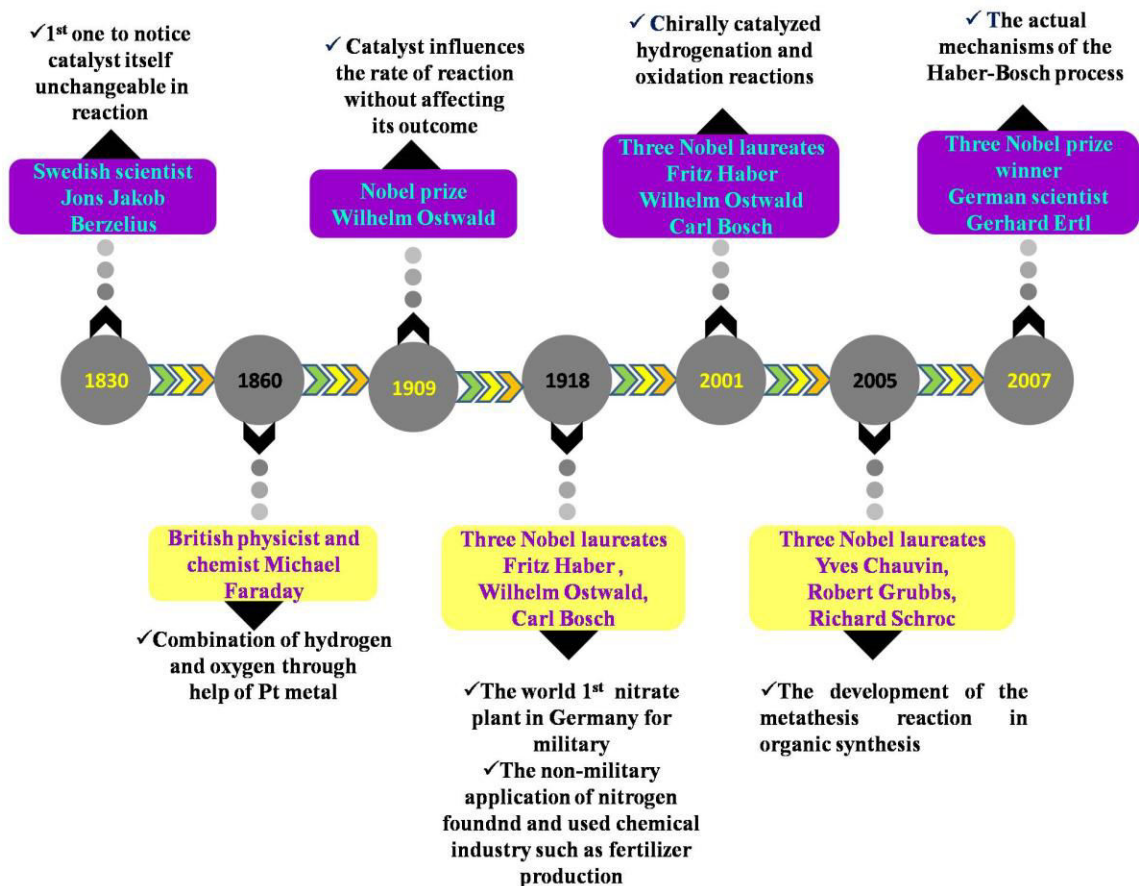 ✓1st one to notice
catalyst itself
unchangeable in
reaction
Swedish scientist
Jons Jakob
Berzelius
✓ Catalyst influences
the rate of reaction
without affecting
its outcome
Nobel prize
Wilhelm Ostwald
✓ Chirally catalyzed
hydrogenation and
oxidation reactions
Three Nobel laureates
Fritz Haber
Wilhelm Ostwald
Carl Bosch
✓ The actual
mechanisms of the
Haber-Bosch process
Three Nobel prize
winner
German scientist
Gerhard Ertl
1830
1860
1909
1918
2001
2005
2007
British physicist and
chemist Michael
Faraday
✓Combination of hydrogen
and oxygen through
help of Pt metal
Three Nobel laureates
Fritz Haber ,
Wilhelm Ostwald,
Carl Bosch
✓The world 1st nitrate
plant in Germany for
military
✓The non-military
application of nitrogen
foundnd and used chemical
industry such as fertilizer
production
Three Nobel laureates
Yves Chauvin,
Robert Grubbs,
Richard Schroc
✓The development of the
metathesis reaction in
organic synthesis